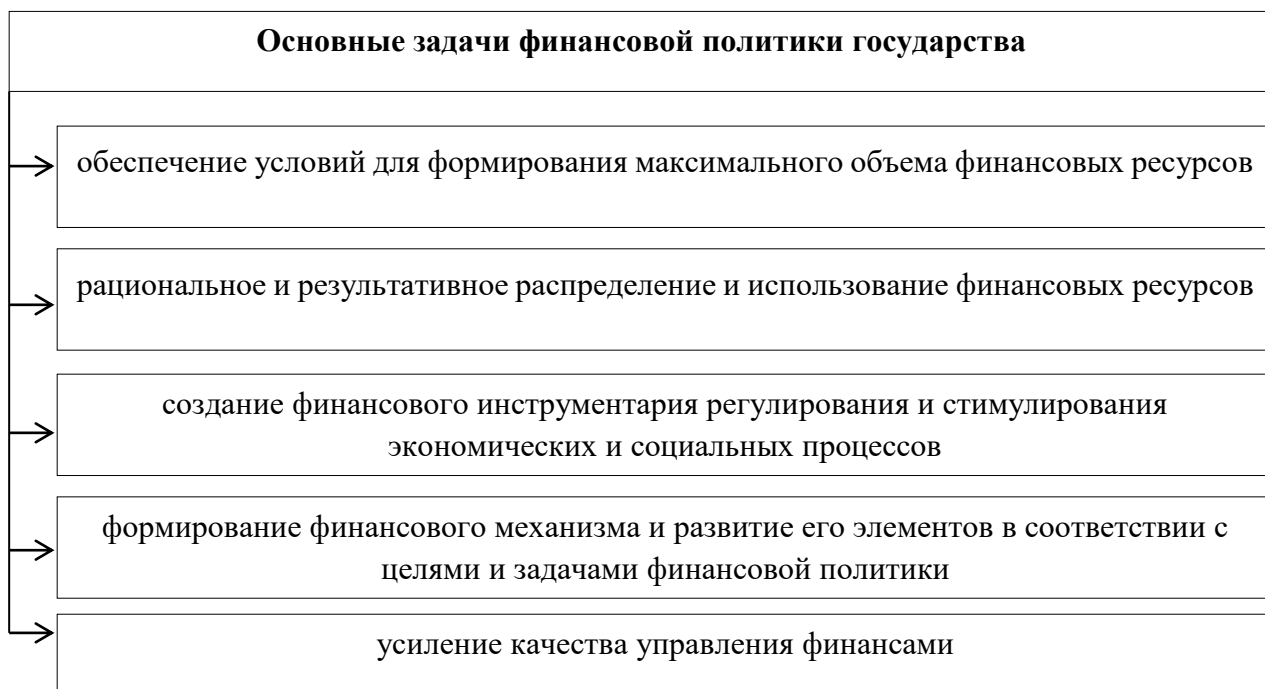 Основные задачи финансовой политики государства
обеспечение условий для формирования максимального объема финансовых ресурсов
рациональное и результативное распределение и использование финансовых ресурсов
создание финансового инструментария регулирования и стимулирования
экономических и социальных процессов
формирование финансового механизма и развитие его элементов в соответствии с
целями и задачами финансовой политики
усиление качества управления финансами